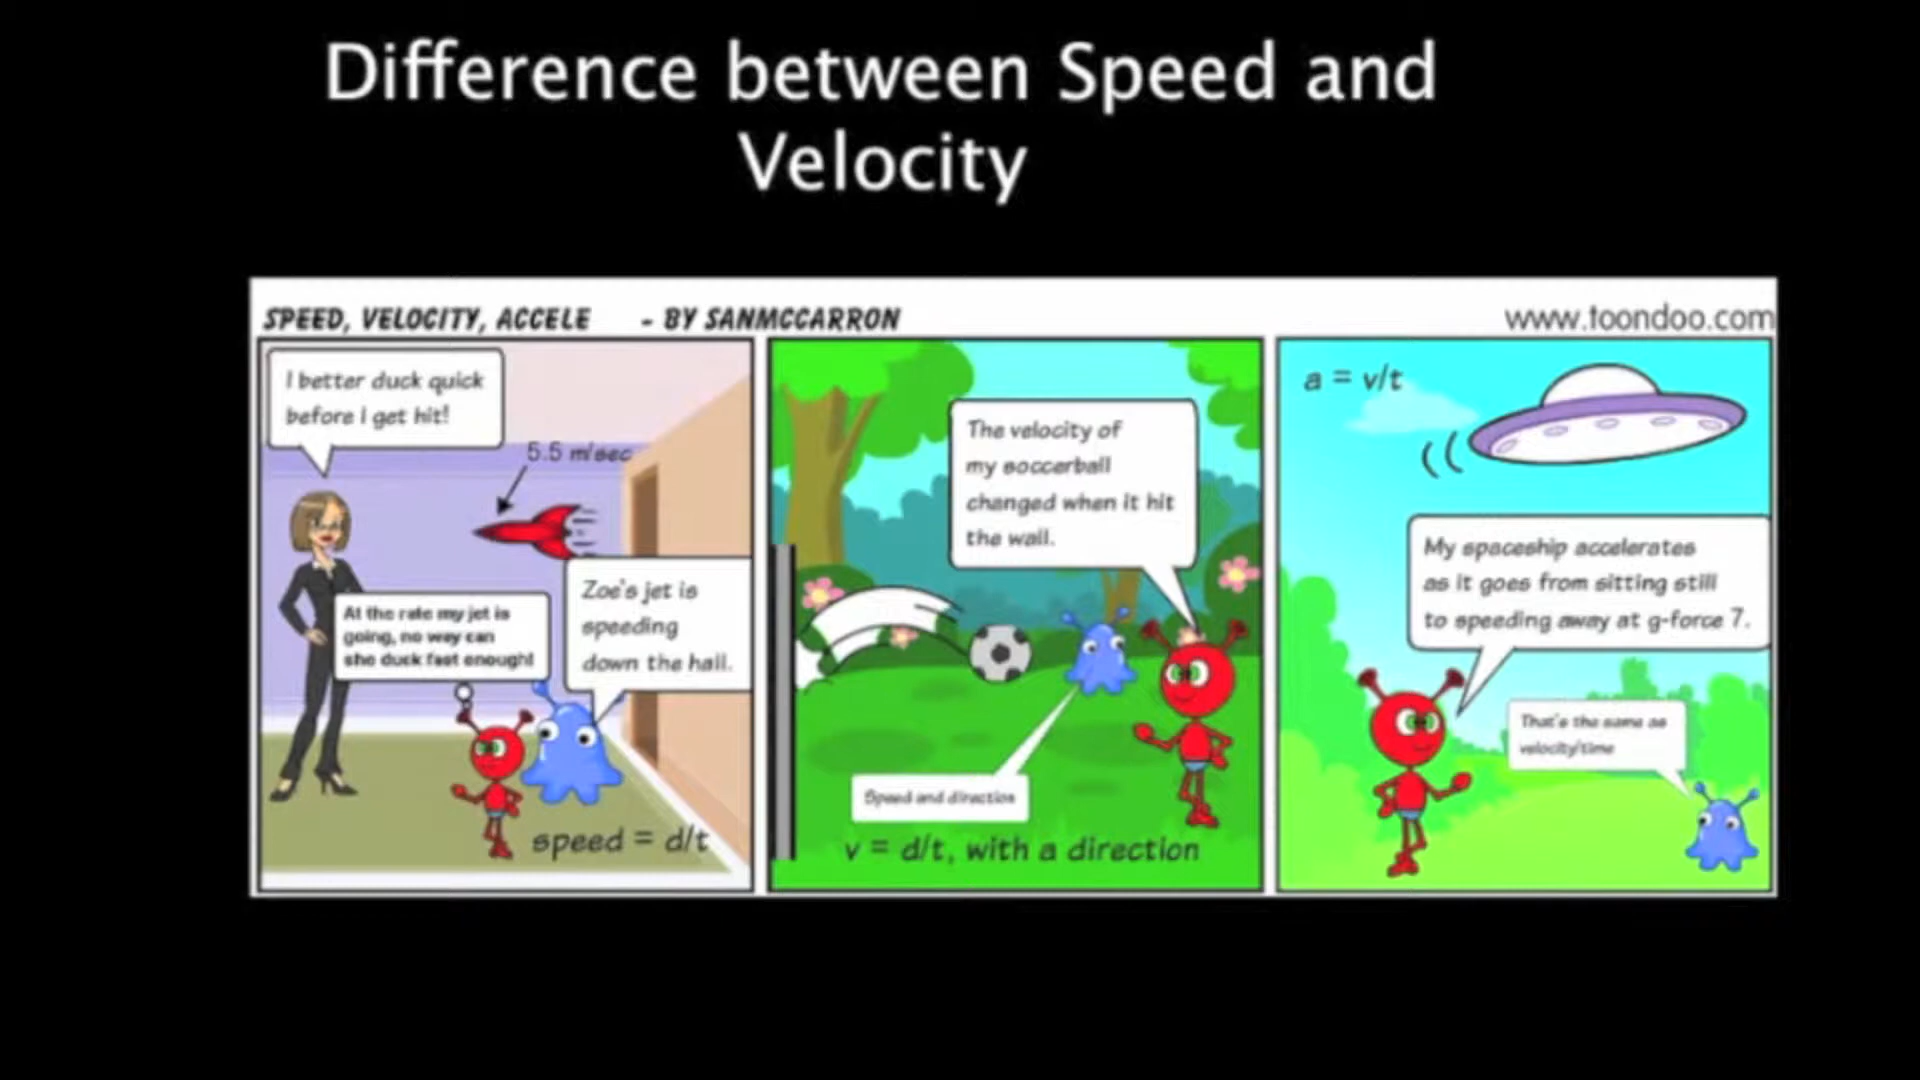 Difference between Speed and
Velocity
SPEED, VELOCITY, ACCELE - BY SANMCCARRON
www.toondoo.com
I better duck quick
before I get hit!
5.5 m/sec
At the rate my jet is
going, no way can
she duck fast enough!
Zoe's jet is
speeding
down the hall.
speed = d/t
The velocity of
my soccerball
changed when it hit
the wall.
Speed and direction
v = d/t, with a direction
a = v/t
My spaceship accelerates
as it goes from sitting still
to speeding away at g-force 7.
That's the same as
velocity/time